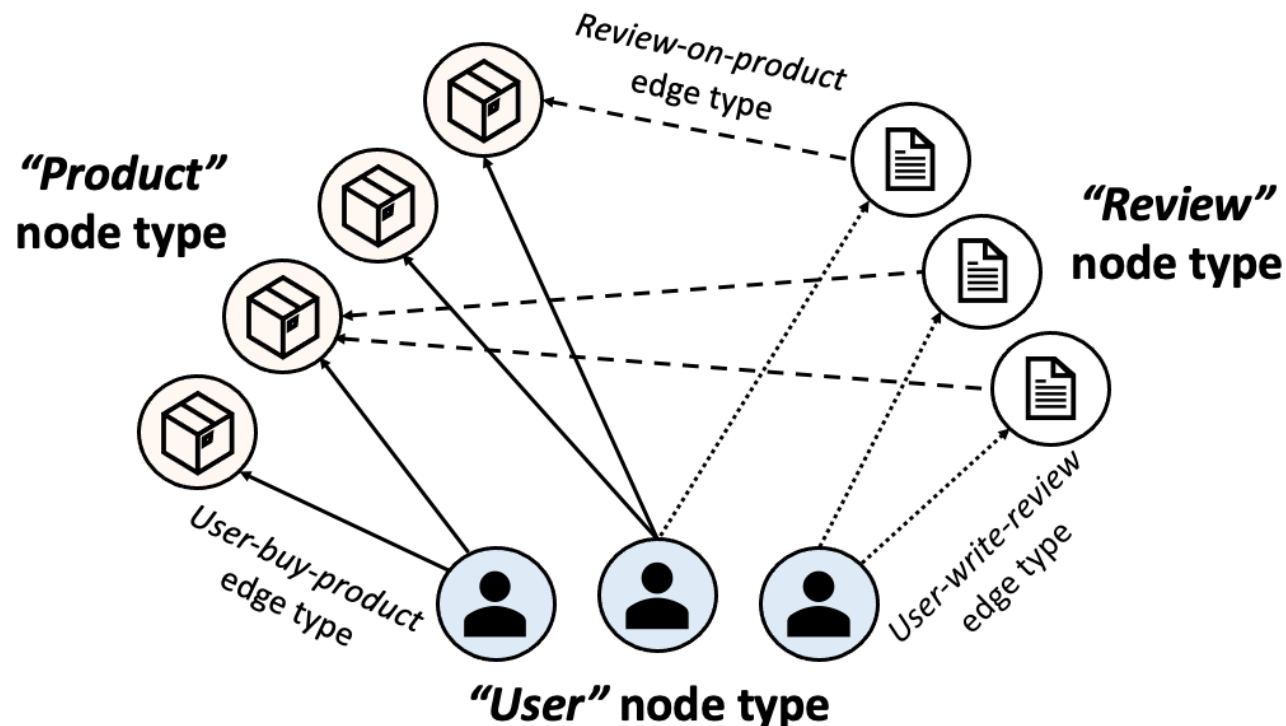 Review-on-product
edge type
“Product”
node type
“Review”
node type
User-buy-product
edge type
User-write-review
edge type
“User” node type